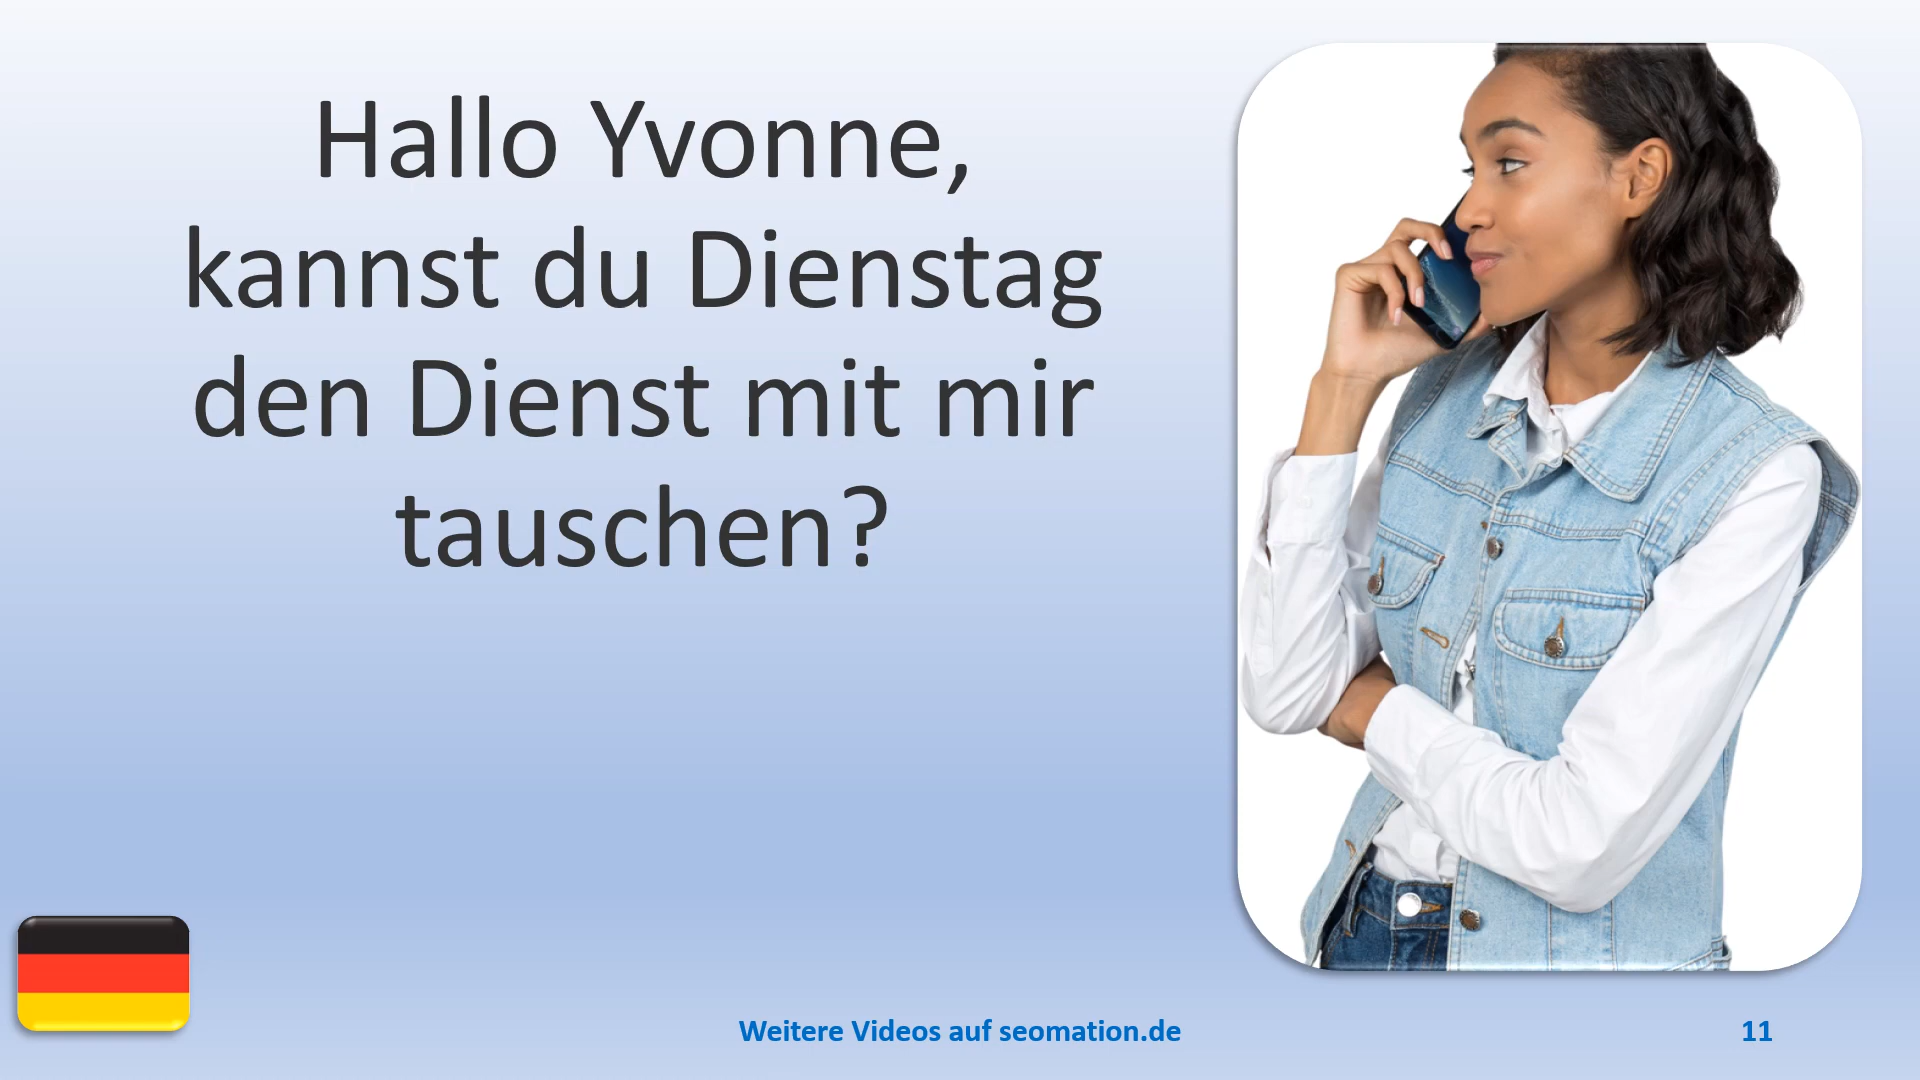 Hallo Yvonne,
kannst du Dienstag
den Dienst mit mir
tauschen?
Weitere Videos auf seomation.de
11